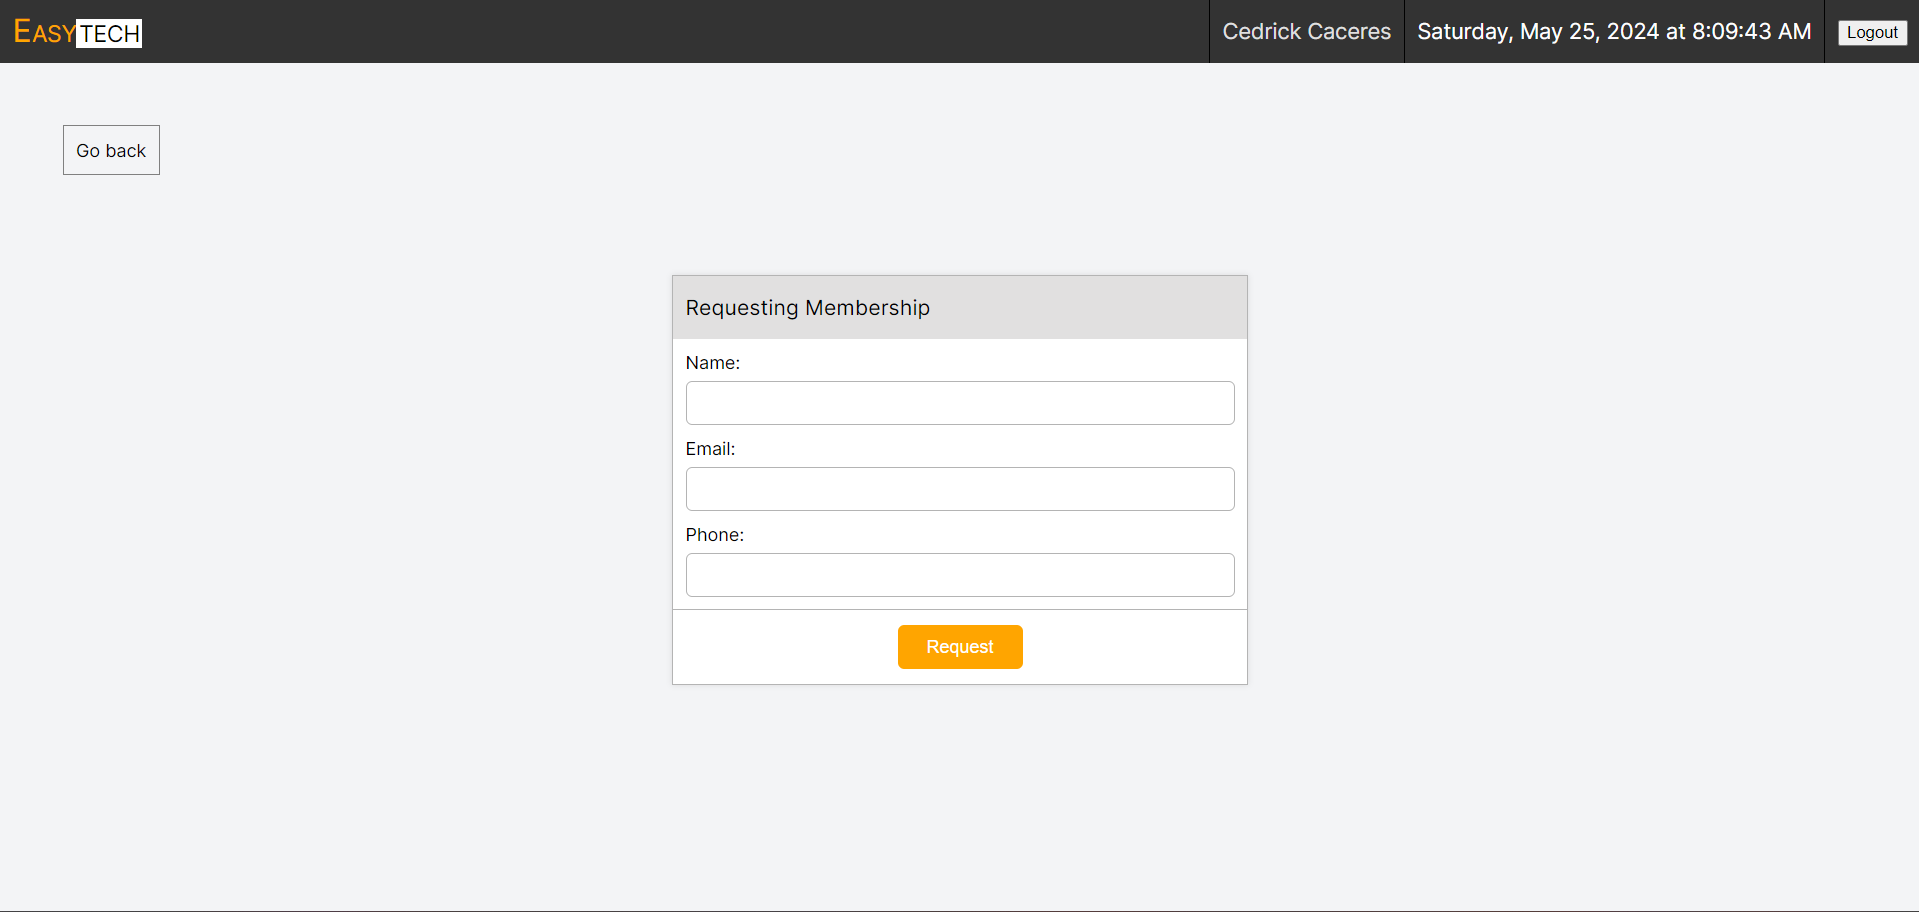 EASYTECH
Cedrick Caceres
Saturday, May 25, 2024 at 8:09:43 AM
Logout
Go back
Requesting Membership
Name:
Email:
Phone:
Request